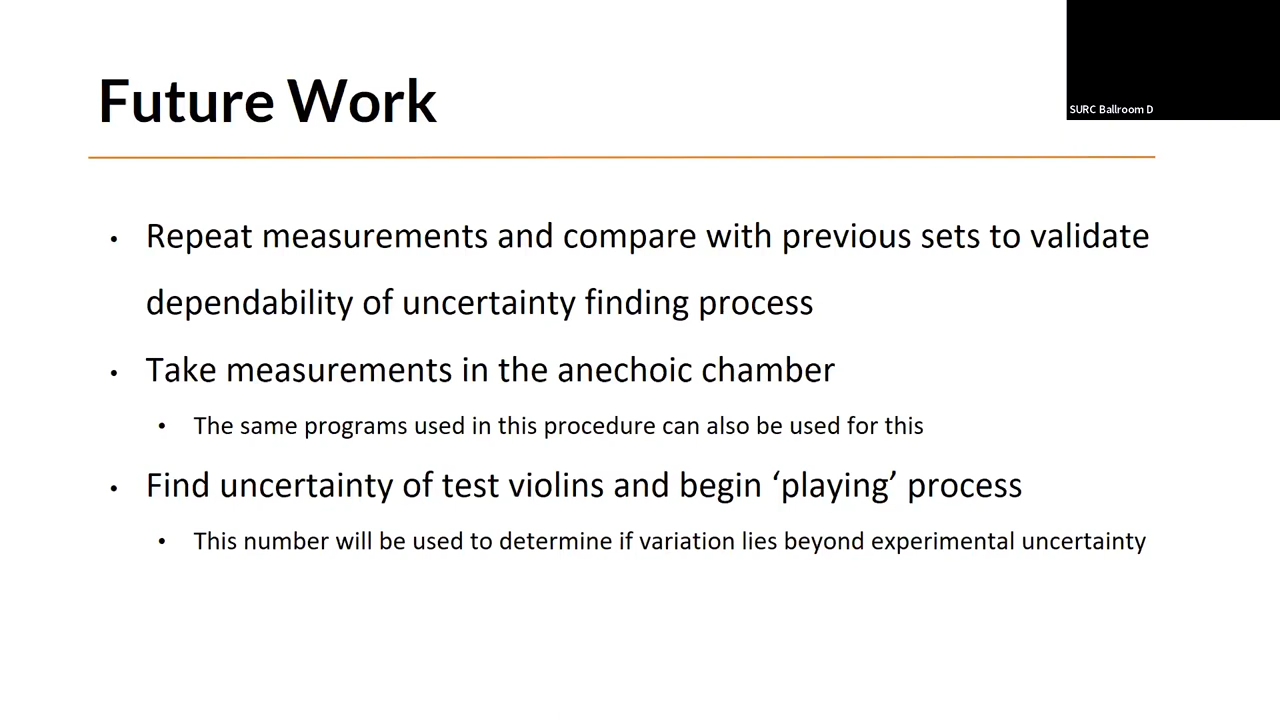 SURC Ballroom D
Future Work
• Repeat measurements and compare with previous sets to validate
dependability of uncertainty finding process
• Take measurements in the anechoic chamber
• The same programs used in this procedure can also be used for this
• Find uncertainty of test violins and begin ‘playing’ process
• This number will be used to determine if variation lies beyond experimental uncertainty